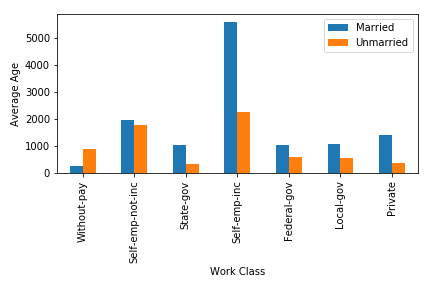 Married
Unmarried
5000
4000
3000
2000
1000
0
Average Age
Without-pay
Self-emp-not-inc
State-gov
Self-emp-inc
Federal-gov
Local-gov
Private
Work Class